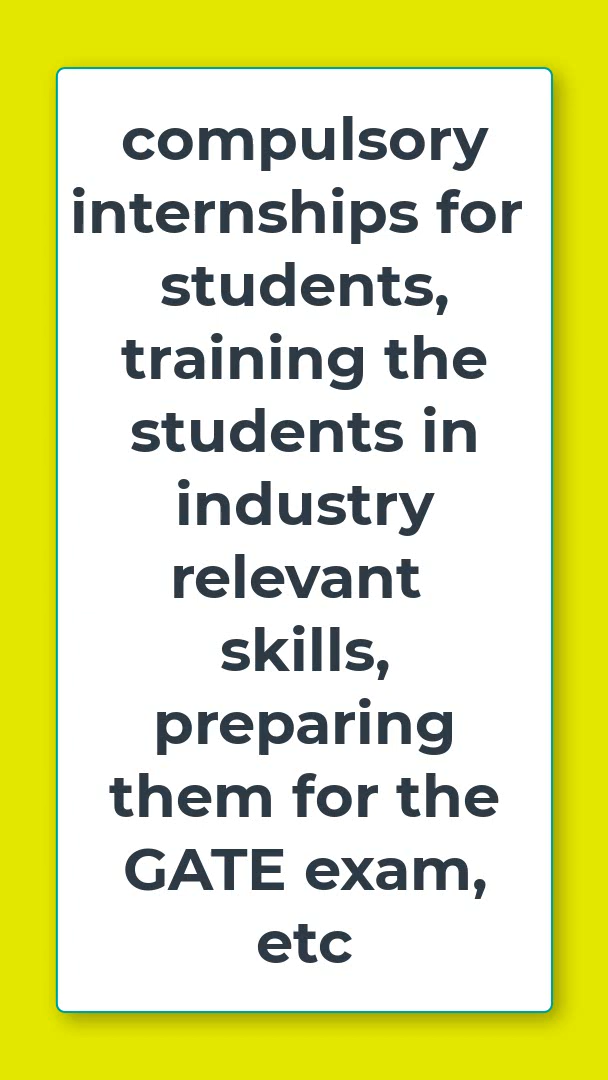 compulsory
internships for
students,
training the
students in
industry
relevant
skills,
preparing
them for the
GATE exam,
etc